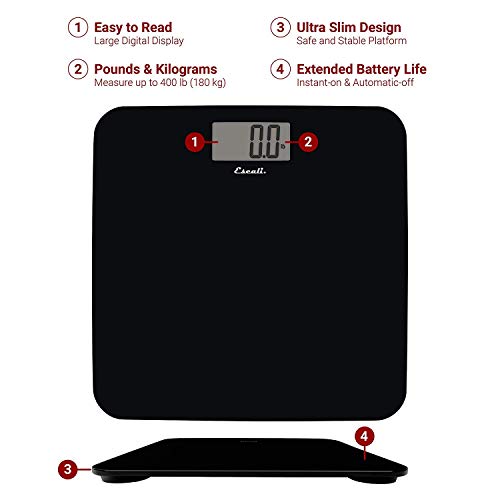 1 Easy to Read
Large Digital Display
2 Pounds & Kilograms
Measure up to 400 lb (180 kg)
3 Ultra Slim Design
Safe and Stable Platform
4 Extended Battery Life
Instant-on & Automatic-off
1 0.0 lb 2
Escali.
4
3